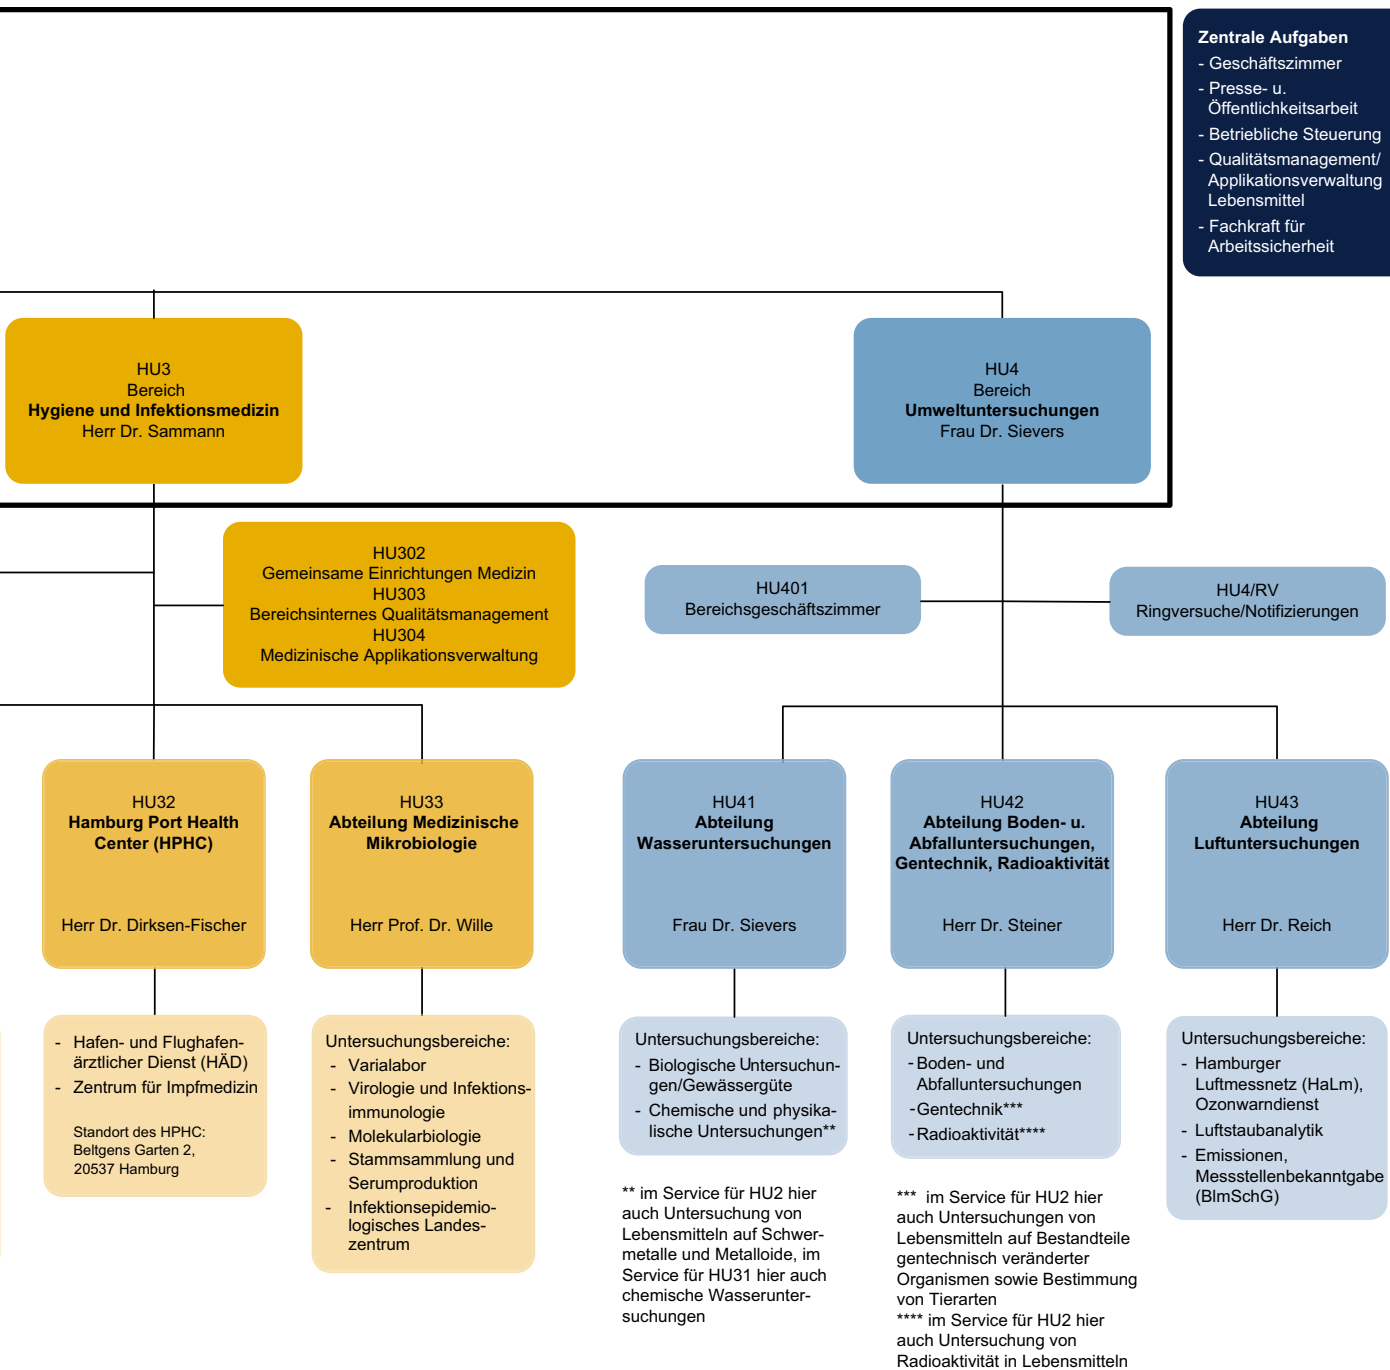 Zentrale Aufgaben
- Geschäftszimmer
- Presse- u.
Öffentlichkeitsarbeit
- Betriebliche Steuerung
- Qualitätsmanagement/
Applikationsverwaltung
Lebensmittel
- Fachkraft für
Arbeitssicherheit
HU3
Bereich
Hygiene und Infektionsmedizin
Herr Dr. Sammann
HU4
Bereich
Umweltuntersuchungen
Frau Dr. Sievers
HU302
Gemeinsame Einrichtungen Medizin
HU303
Bereichsinternes Qualitätsmanagement
HU304
Medizinische Applikationsverwaltung
HU401
Bereichsgeschäftszimmer
HU4/RV
Ringversuche/Notifizierungen
HU32
Hamburg Port Health
Center (HPHC)
Herr Dr. Dirksen-Fischer
HU33
Abteilung Medizinische
Mikrobiologie
Herr Prof. Dr. Wille
HU41
Abteilung
Wasseruntersuchungen
Frau Dr. Sievers
HU42
Abteilung Boden- u.
Abfalluntersuchungen,
Gentechnik, Radioaktivität
Herr Dr. Steiner
HU43
Abteilung
Luftuntersuchungen
Herr Dr. Reich
- Hafen- und Flughafen-
ärztlicher Dienst (HÄD)
- Zentrum für Impfmedizin
Standort des HPHC:
Beltgens Garten 2,
20537 Hamburg
Untersuchungsbereiche:
- Varialabor
- Virologie und Infektions-
immunologie
- Molekularbiologie
- Stammsammlung und
Serumproduktion
- Infektionsepidemio-
logisches Landes-
zentrum
Untersuchungsbereiche:
- Biologische Untersuchun-
gen/Gewässergüte
- Chemische und physika-
lische Untersuchungen**
** im Service für HU2 hier
auch Untersuchung von
Lebensmitteln auf Schwer-
metalle und Metalloide, im
Service für HU31 hier auch
chemische Wasserunter-
suchungen
Untersuchungsbereiche:
- Boden- und
Abfalluntersuchungen
- Gentechnik***
- Radioaktivität****
*** im Service für HU2 hier
auch Untersuchungen von
Lebensmitteln auf Bestandteile
gentechnisch veränderter
Organismen sowie Bestimmung
von Tierarten
**** im Service für HU2 hier
auch Untersuchung von
Radioaktivität in Lebensmitteln
Untersuchungsbereiche:
- Hamburger
Luftmessnetz (HaLm),
Ozonwarndienst
- Luftstaubanalytik
- Emissionen,
Messstellenbekanntgabe
(BImSchG)